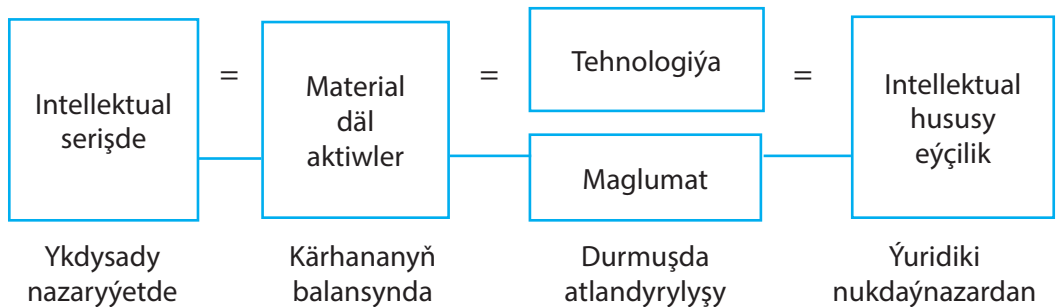 Intellektual
serişde
=
Material
däl
aktiwler
=
Tehnologiýa
Maglumat
=
Intellektual
hususy
eýçilik
Ykdysady
nazaryýetde
Kärhananyň
balansynda
Durmuşda
atlandyrylyşy
Ýuridiki
nukdaýnazardan